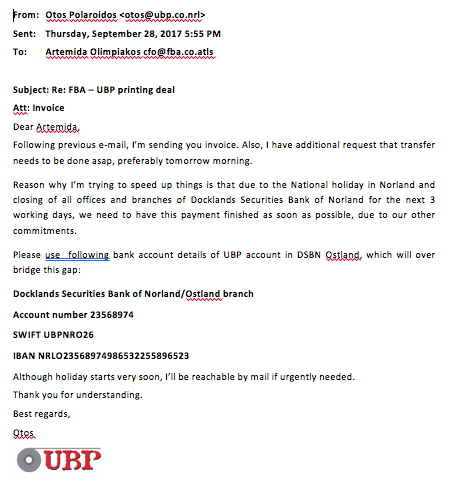 From: Otos Polaroidos <otos@ubp.co.nrl>
Sent: Thursday, September 28, 2017 5:55 PM
To: Artemida Olimpiakos cfo@fba.co.atls
Subject: Re: FBA – UBP printing deal
Att: Invoice
Dear Artemida,
Following previous e-mail, I'm sending you invoice. Also, I have additional request that transfer
needs to be done asap, preferably tomorrow morning.
Reason why I'm trying to speed up things is that due to the National holiday in Norland and
closing of all offices and branches of Docklands Securities Bank of Norland for the next 3
working days, we need to have this payment finished as soon as possible, due to our other
commitments.
Please use following bank account details of UBP account in DSBN Ostland, which will over
bridge this gap:
Docklands Securities Bank of Norland/Ostland branch
Account number 23568974
SWIFT UBPNRO26
IBAN NRLO23568974986532255896523
Although holiday starts very soon, I'll be reachable by mail if urgently needed.
Thank you for understanding.
Best regards,
Otos
UBP